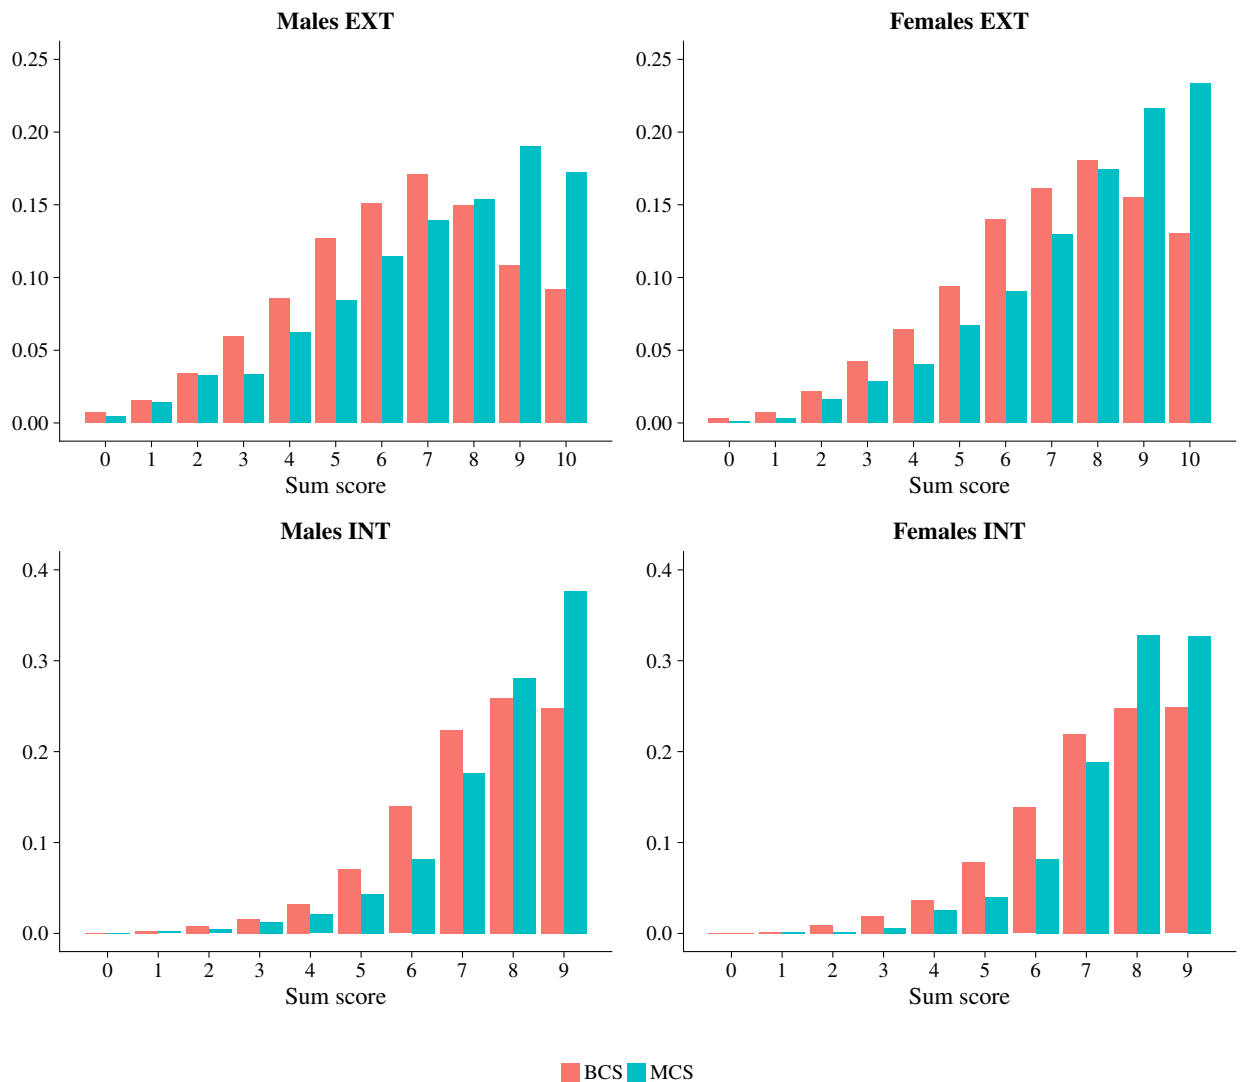 Males EXT
0.25
0.20
0.15
0.10
0.05
0.00
0 1 2 3 4 5 6 7 8 9 10
Sum score
Females EXT
0.25
0.20
0.15
0.10
0.05
0.00
0 1 2 3 4 5 6 7 8 9 10
Sum score
Males INT
0.4
0.3
0.2
0.1
0.0
0 1 2 3 4 5 6 7 8 9
Sum score
Females INT
0.4
0.3
0.2
0.1
0.0
0 1 2 3 4 5 6 7 8 9
Sum score
BCS MCS